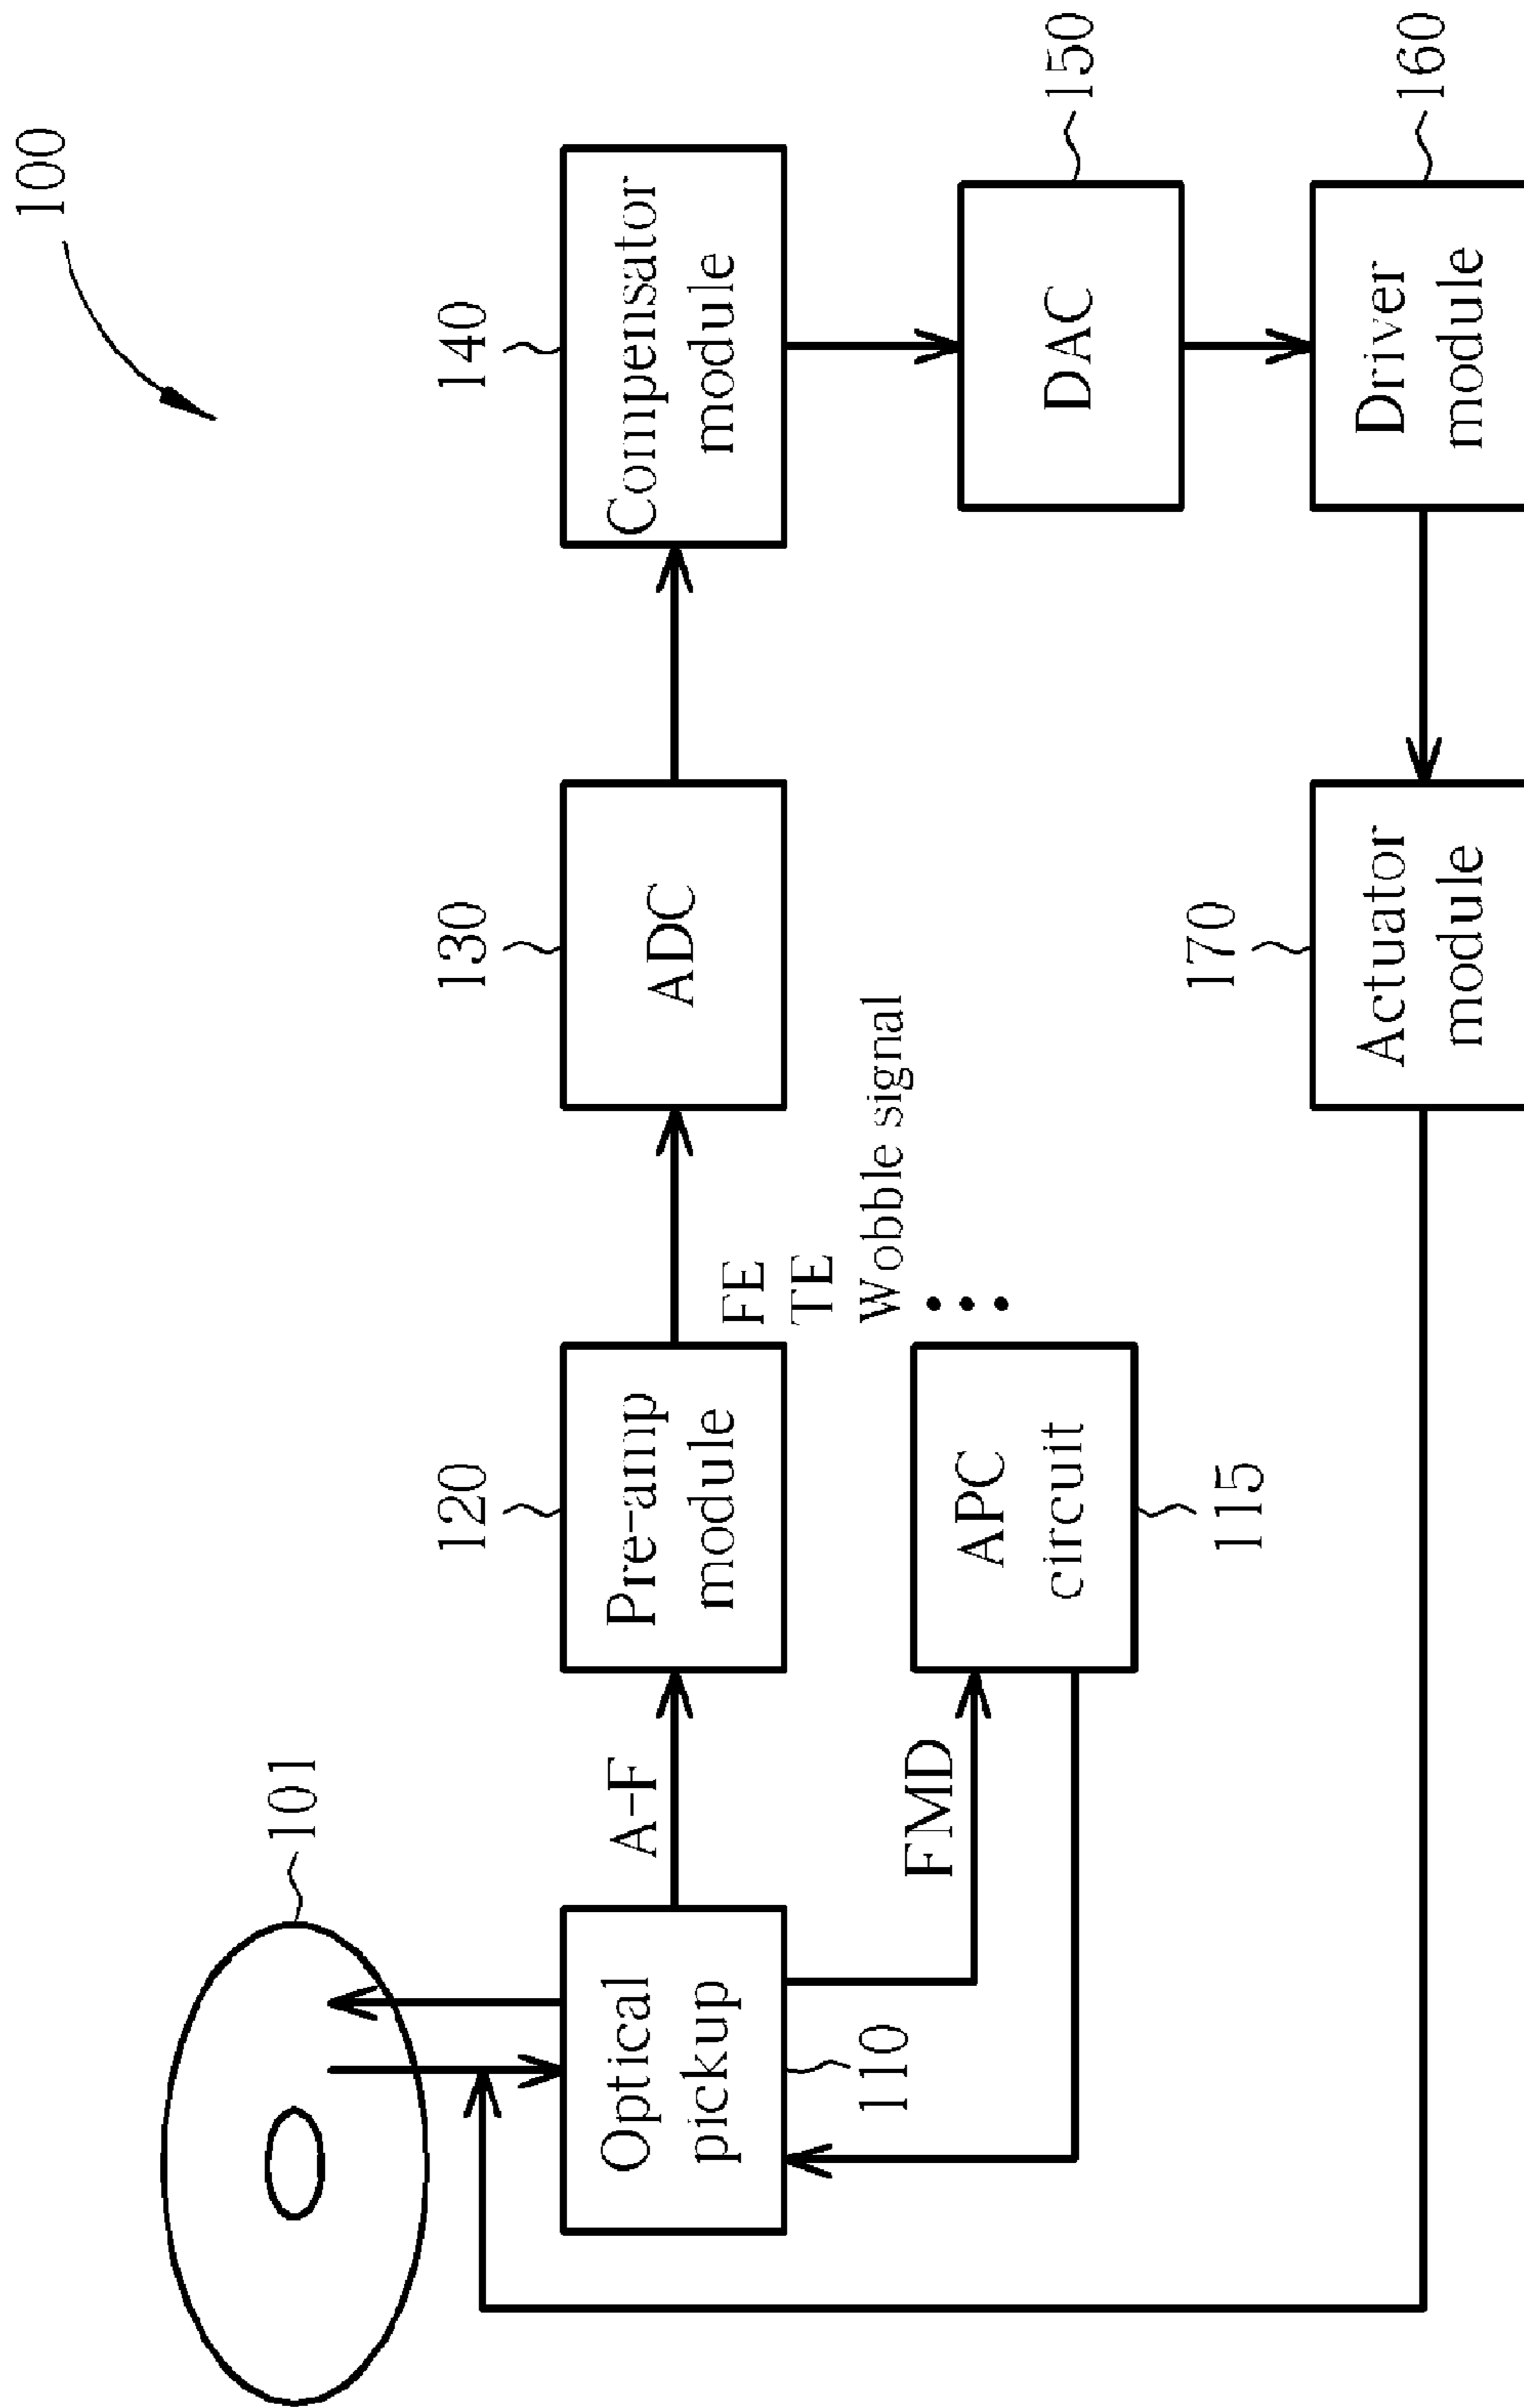 100
101
110
Optical
pickup
A-F
120
Pre-amp
module
FE
TE
Wobble signal
130
ADC
140
Compensator
module
FMD
APC
circuit
115
DAC
150
170
Actuator
module
Driver
module
160